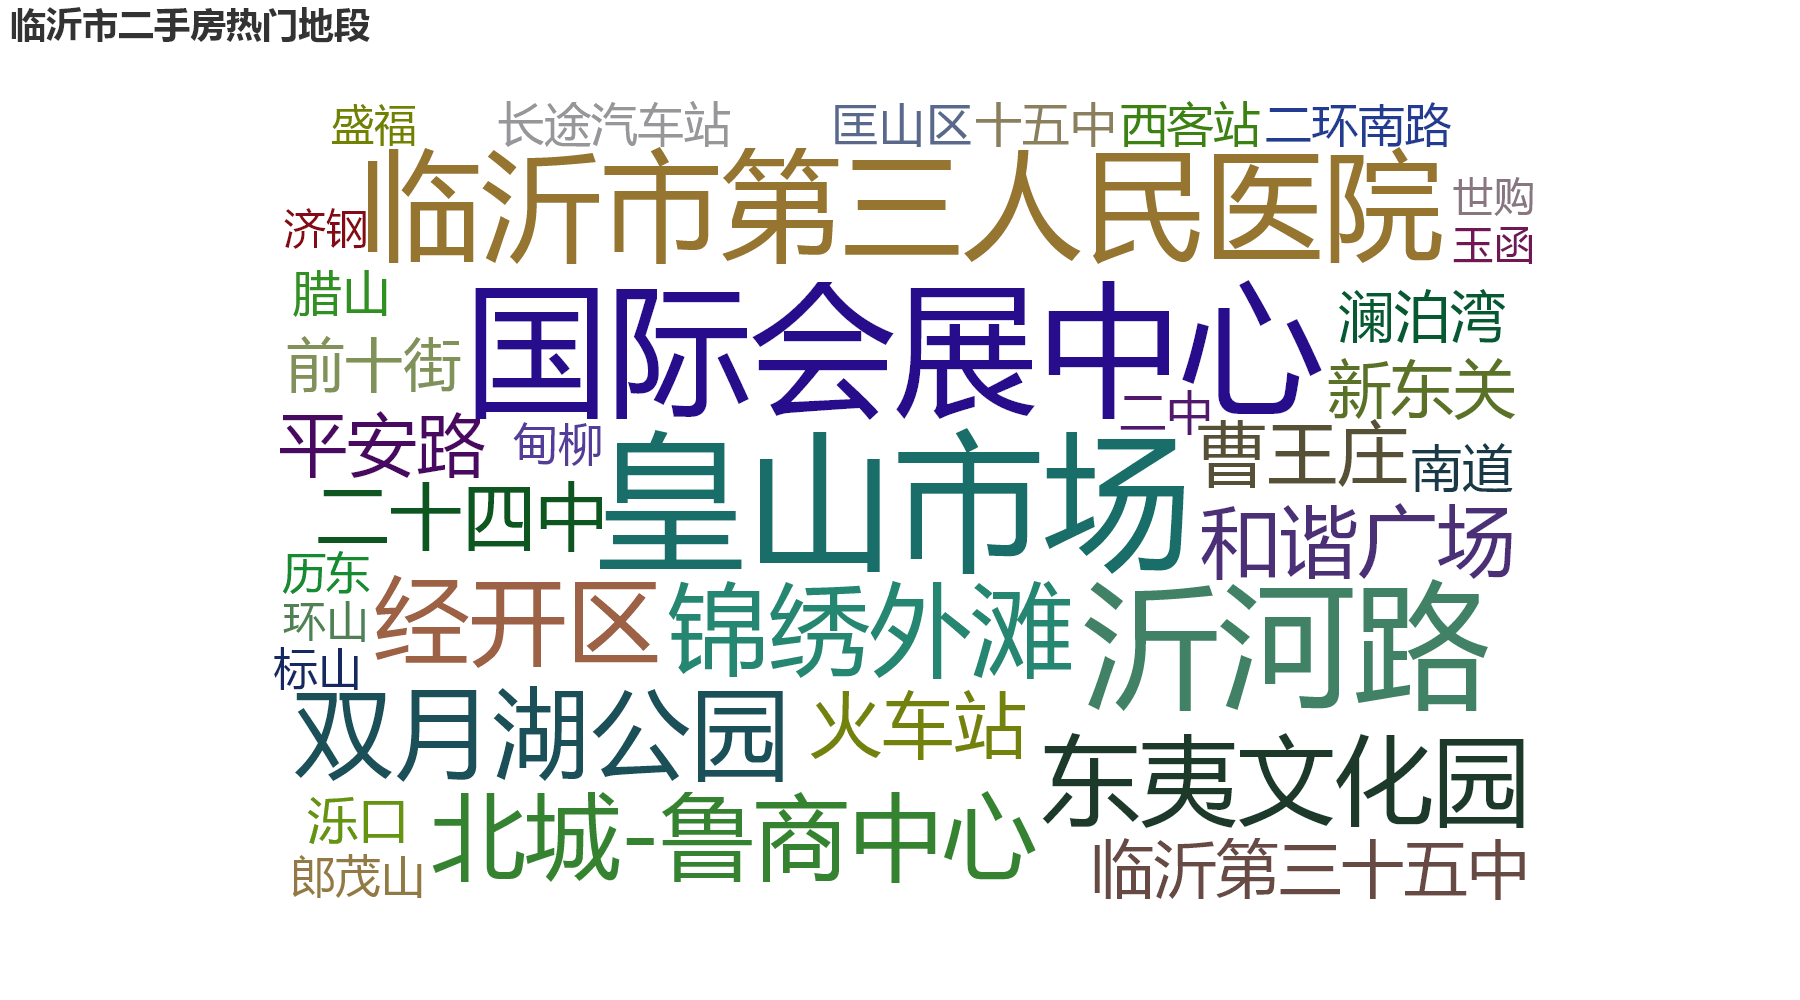 临沂市二手房热门地段
盛福
长途汽车站
匡山区
十五中
西客站
二环南路
临沂市第三人民医院
世购
济钢
玉函
腊山
国际会展中心
澜泊湾
前十街
新东关
二中
平安路
甸柳
皇山市场
曹王庄
南道
二十四中
和谐广场
历东
经开区
锦绣外滩
沂河路
环山
标山
双月湖公园
火车站
东夷文化园
泺口
北城-鲁商中心
郎茂山
临沂第三十五中